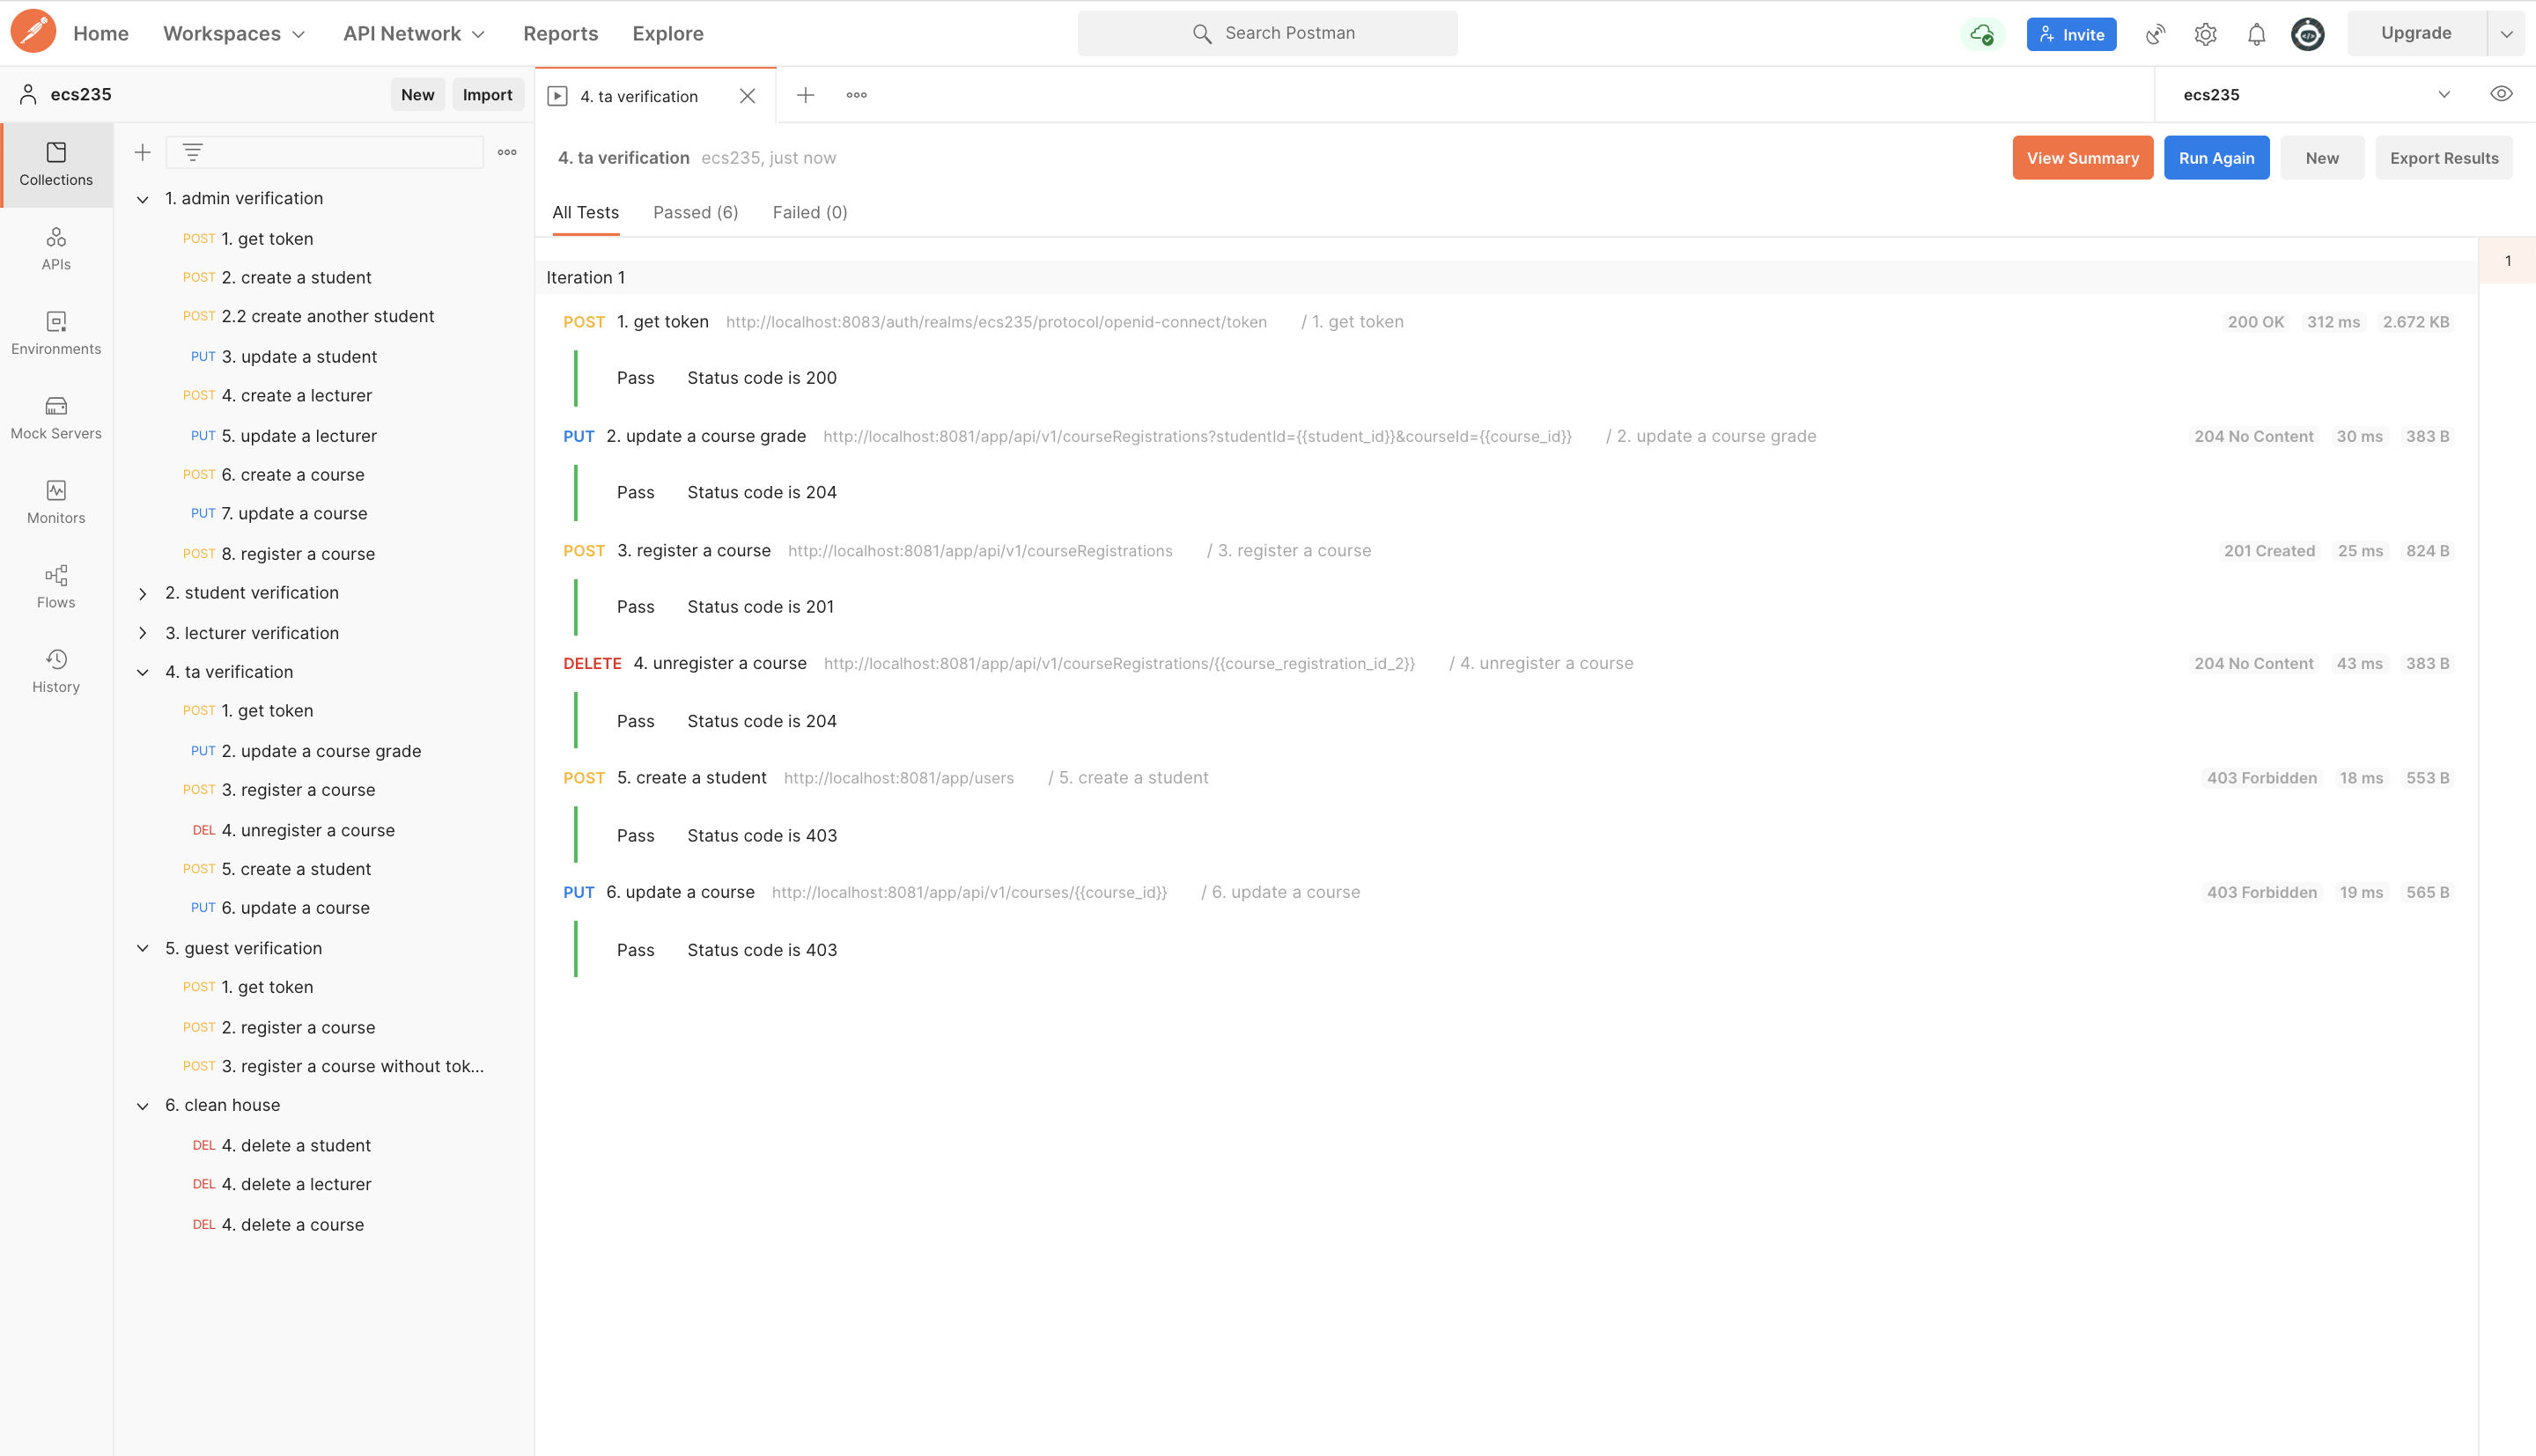 Home Workspaces API Network Reports Explore Search Postman Invite Upgrade
ecs235 New Import 4. ta verification ecs235
Collections
APIs
Environments
Mock Servers
Monitors
Flows
History
1. admin verification
POST 1. get token
POST 2. create a student
POST 2.2 create another student
PUT 3. update a student
POST 4. create a lecturer
PUT 5. update a lecturer
POST 6. create a course
PUT 7. update a course
POST 8. register a course
2. student verification
3. lecturer verification
4. ta verification
POST 1. get token
PUT 2. update a course grade
POST 3. register a course
DEL 4. unregister a course
POST 5. create a student
PUT 6. update a course
5. guest verification
POST 1. get token
POST 2. register a course
POST 3. register a course without tok...
6. clean house
DEL 4. delete a student
DEL 4. delete a lecturer
DEL 4. delete a course
4. ta verification ecs235, just now View Summary Run Again New Export Results
All Tests Passed (6) Failed (0)
Iteration 1
1
POST 1. get token http://localhost:8083/auth/realms/ecs235/protocol/openid-connect/token / 1. get token 200 OK 312 ms 2.672 KB
Pass Status code is 200
PUT 2. update a course grade http://localhost:8081/app/api/v1/courseRegistrations?studentId={{student_id}}&courseId={{course_id}} / 2. update a course grade 204 No Content 30 ms 383 B
Pass Status code is 204
POST 3. register a course http://localhost:8081/app/api/v1/courseRegistrations / 3. register a course 201 Created 25 ms 824 B
Pass Status code is 201
DELETE 4. unregister a course http://localhost:8081/app/api/v1/courseRegistrations/{{course_registration_id_2}} / 4. unregister a course 204 No Content 43 ms 383 B
Pass Status code is 204
POST 5. create a student http://localhost:8081/app/users / 5. create a student 403 Forbidden 18 ms 553 B
Pass Status code is 403
PUT 6. update a course http://localhost:8081/app/api/v1/courses/{{course_id}} / 6. update a course 403 Forbidden 19 ms 565 B
Pass Status code is 403